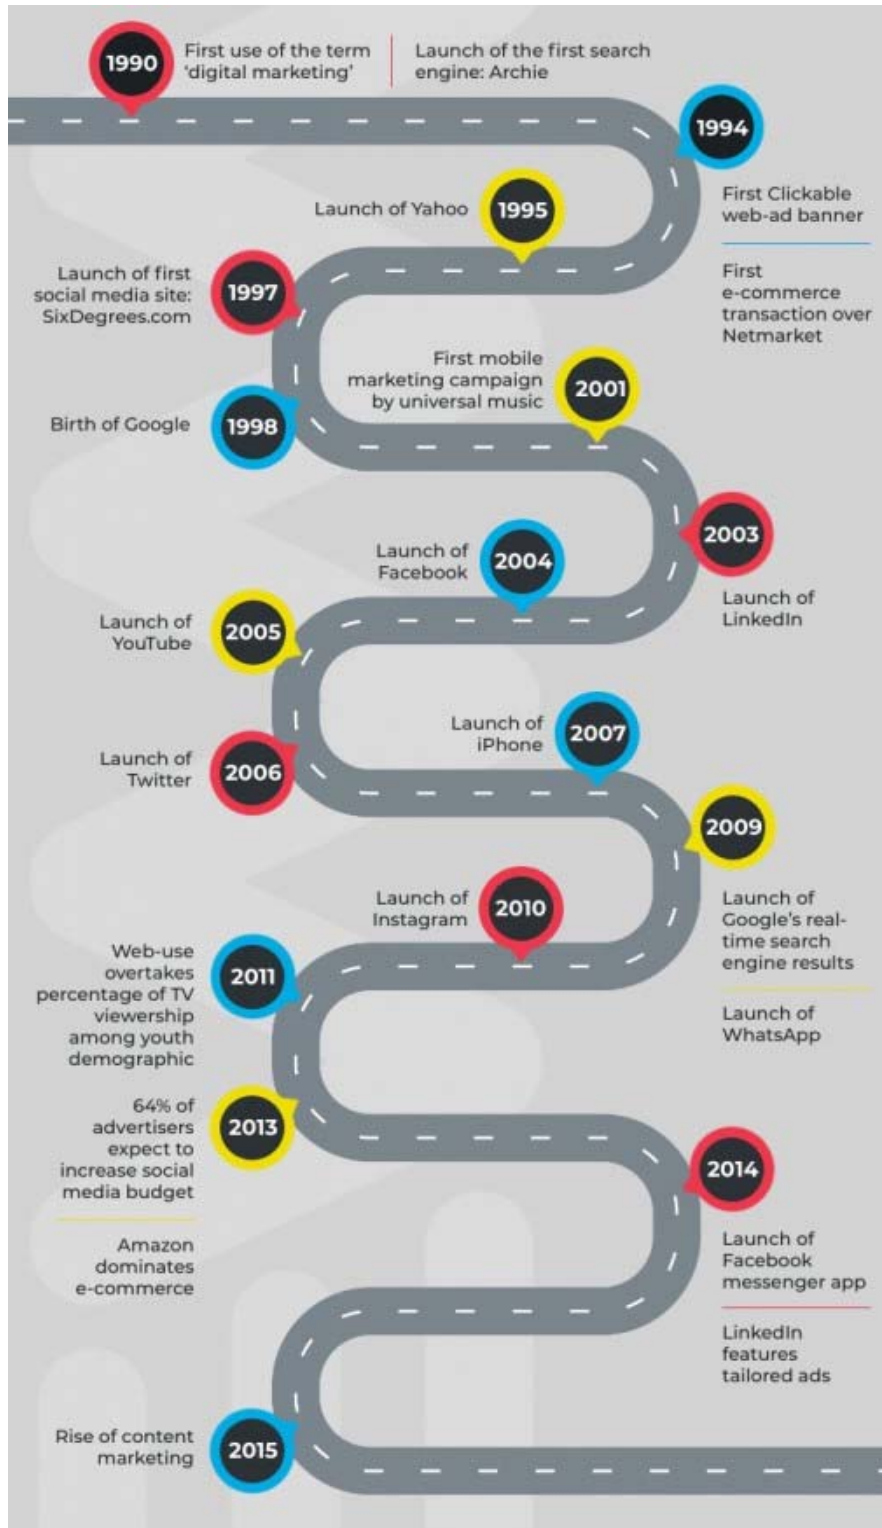 1990
First use of the term
‘digital marketing’
Launch of the first search
engine: Archie
1994
First Clickable
web-ad banner
First
e-commerce
transaction over
Netmarket
Launch of Yahoo
1995
Launch of first
social media site:
SixDegrees.com
1997
Birth of Google
1998
First mobile
marketing campaign
by universal music
2001
2003
Launch of
LinkedIn
Launch of
Facebook
2004
Launch of
YouTube
2005
Launch of
Twitter
2006
Launch of
iPhone
2007
2009
Launch of
Google’s real-
time search
engine results
Launch of
WhatsApp
Launch of
Instagram
2010
Web-use
overtakes
percentage of TV
viewership
among youth
demographic
2011
64% of
advertisers
expect to
increase social
media budget
Amazon
dominates
e-commerce
2013
2014
Launch of
Facebook
messenger app
LinkedIn
features
tailored ads
Rise of content
marketing
2015